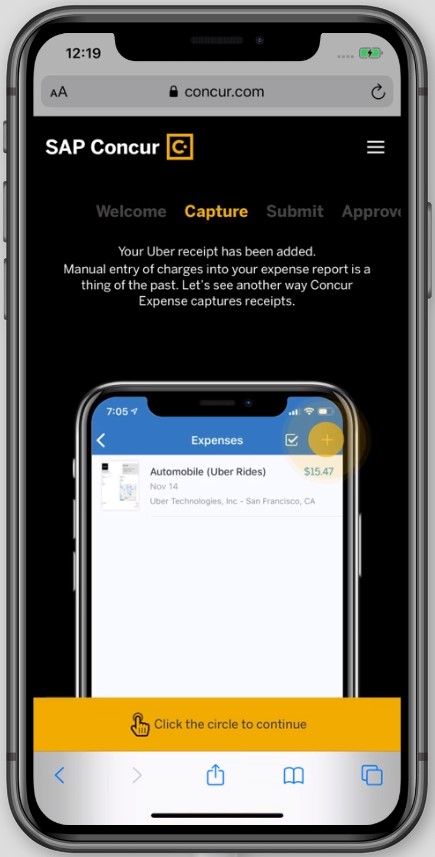 12:19
AA
concur.com
SAP Concur C
Welcome Capture Submit Approve
Your Uber receipt has been added.
Manual entry of charges into your expense report is a
thing of the past. Let's see another way Concur
Expense captures receipts.
7:05
Expenses
Automobile (Uber Rides) $15.47
Nov 14
Uber Technologies, Inc - San Francisco, CA
Click the circle to continue